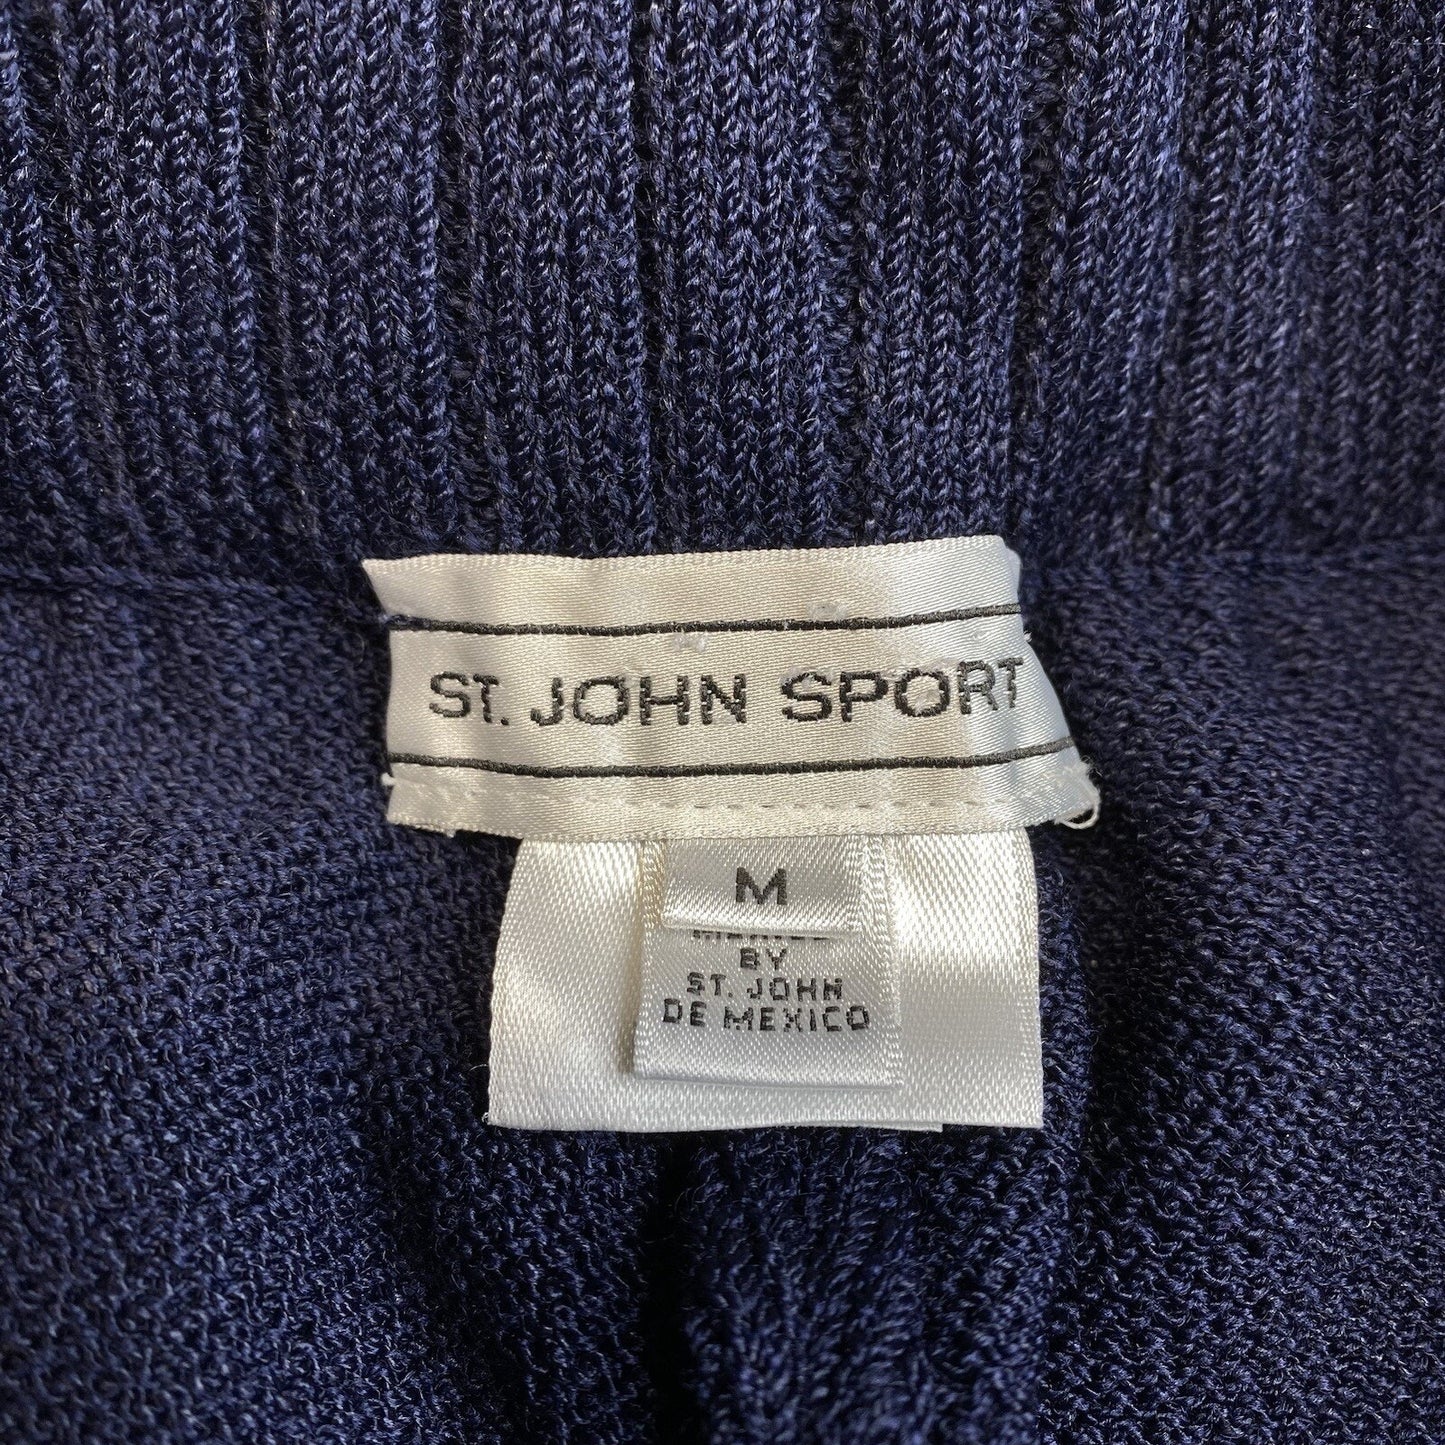 ST. JOHN SPORT
M
BY
ST. JOHN
DE MEXICO